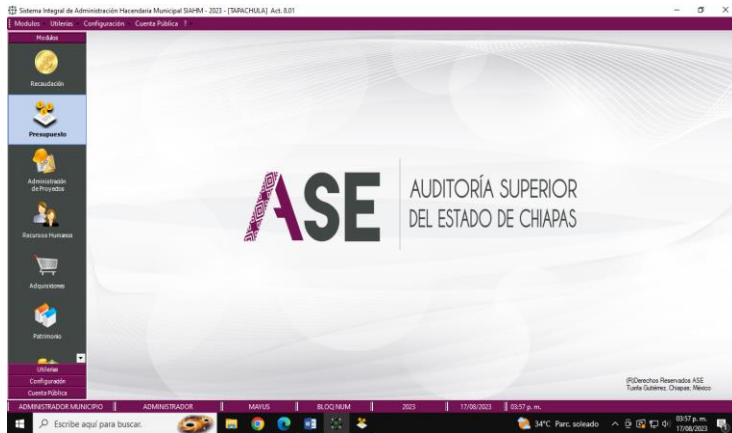 Sistema Integral de Administración Hacendaria Municipal SIAHM - 2023 - [TAPACHULA] Act. 8.01
Modulos Utilerias Configuración Cuenta Pública ?
Modulos
Recaudación
Presupuesto
Administración
de Proyectos
Recursos Humanos
Adquisiciones
Patrimonio
Utilerias
Configuración
Cuenta Pública
ASE
AUDITORÍA SUPERIOR
DEL ESTADO DE CHIAPAS
(R)Derechos Reservados ASE
Tuxtla Gutiérrez, Chiapas; México
ADMINISTRADOR MUNICIPIO ADMINISTRADOR MAYUS BLOQ NUM 2023 17/08/2023 03:57 p. m.
Escribe aquí para buscar.
34°C Parc. soleado
03:57 p. m.
17/08/2023